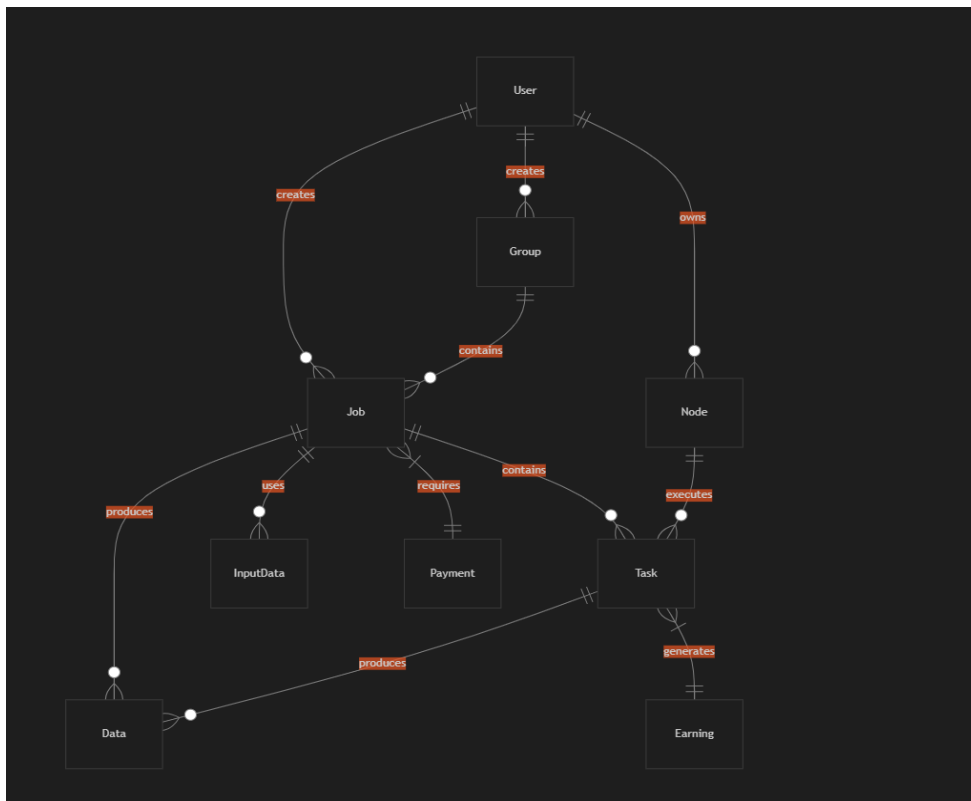 User
creates
creates
owns
Group
contains
Job
Node
contains
uses
requires
executes
produces
InputData
Payment
Task
generates
produces
Data
Earning